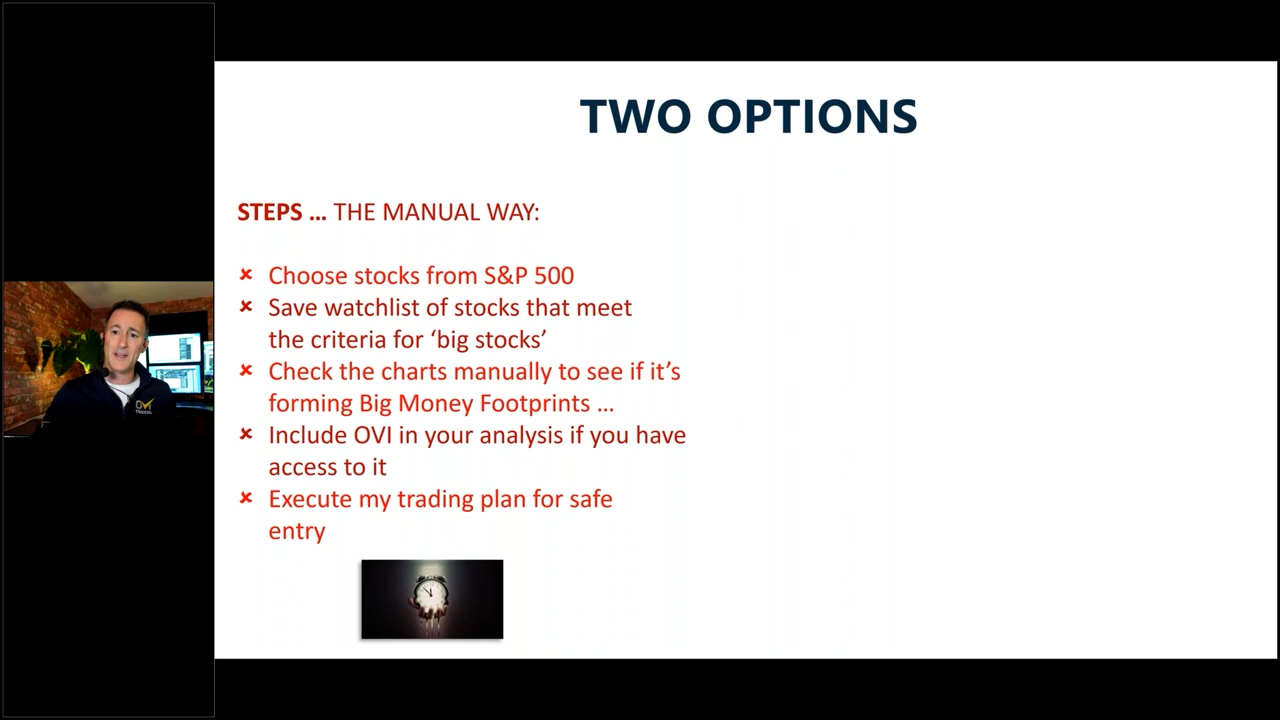 TWO OPTIONS
STEPS ... THE MANUAL WAY:
✘ Choose stocks from S&P 500
✘ Save watchlist of stocks that meet
the criteria for ‘big stocks’
✘ Check the charts manually to see if it’s
forming Big Money Footprints ...
✘ Include OVI in your analysis if you have
access to it
✘ Execute my trading plan for safe
entry
OVI